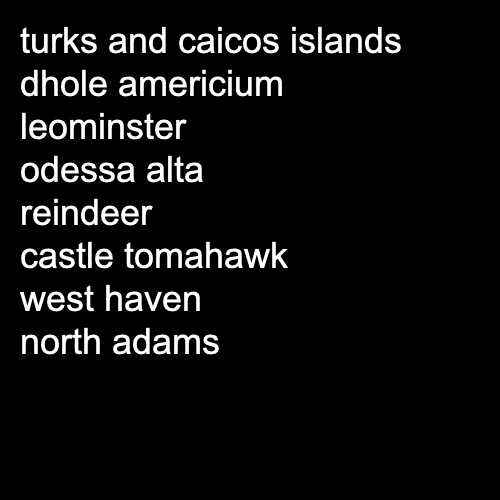 turks and caicos islands
dhole americium
leominster
odessa alta
reindeer
castle tomahawk
west haven
north adams